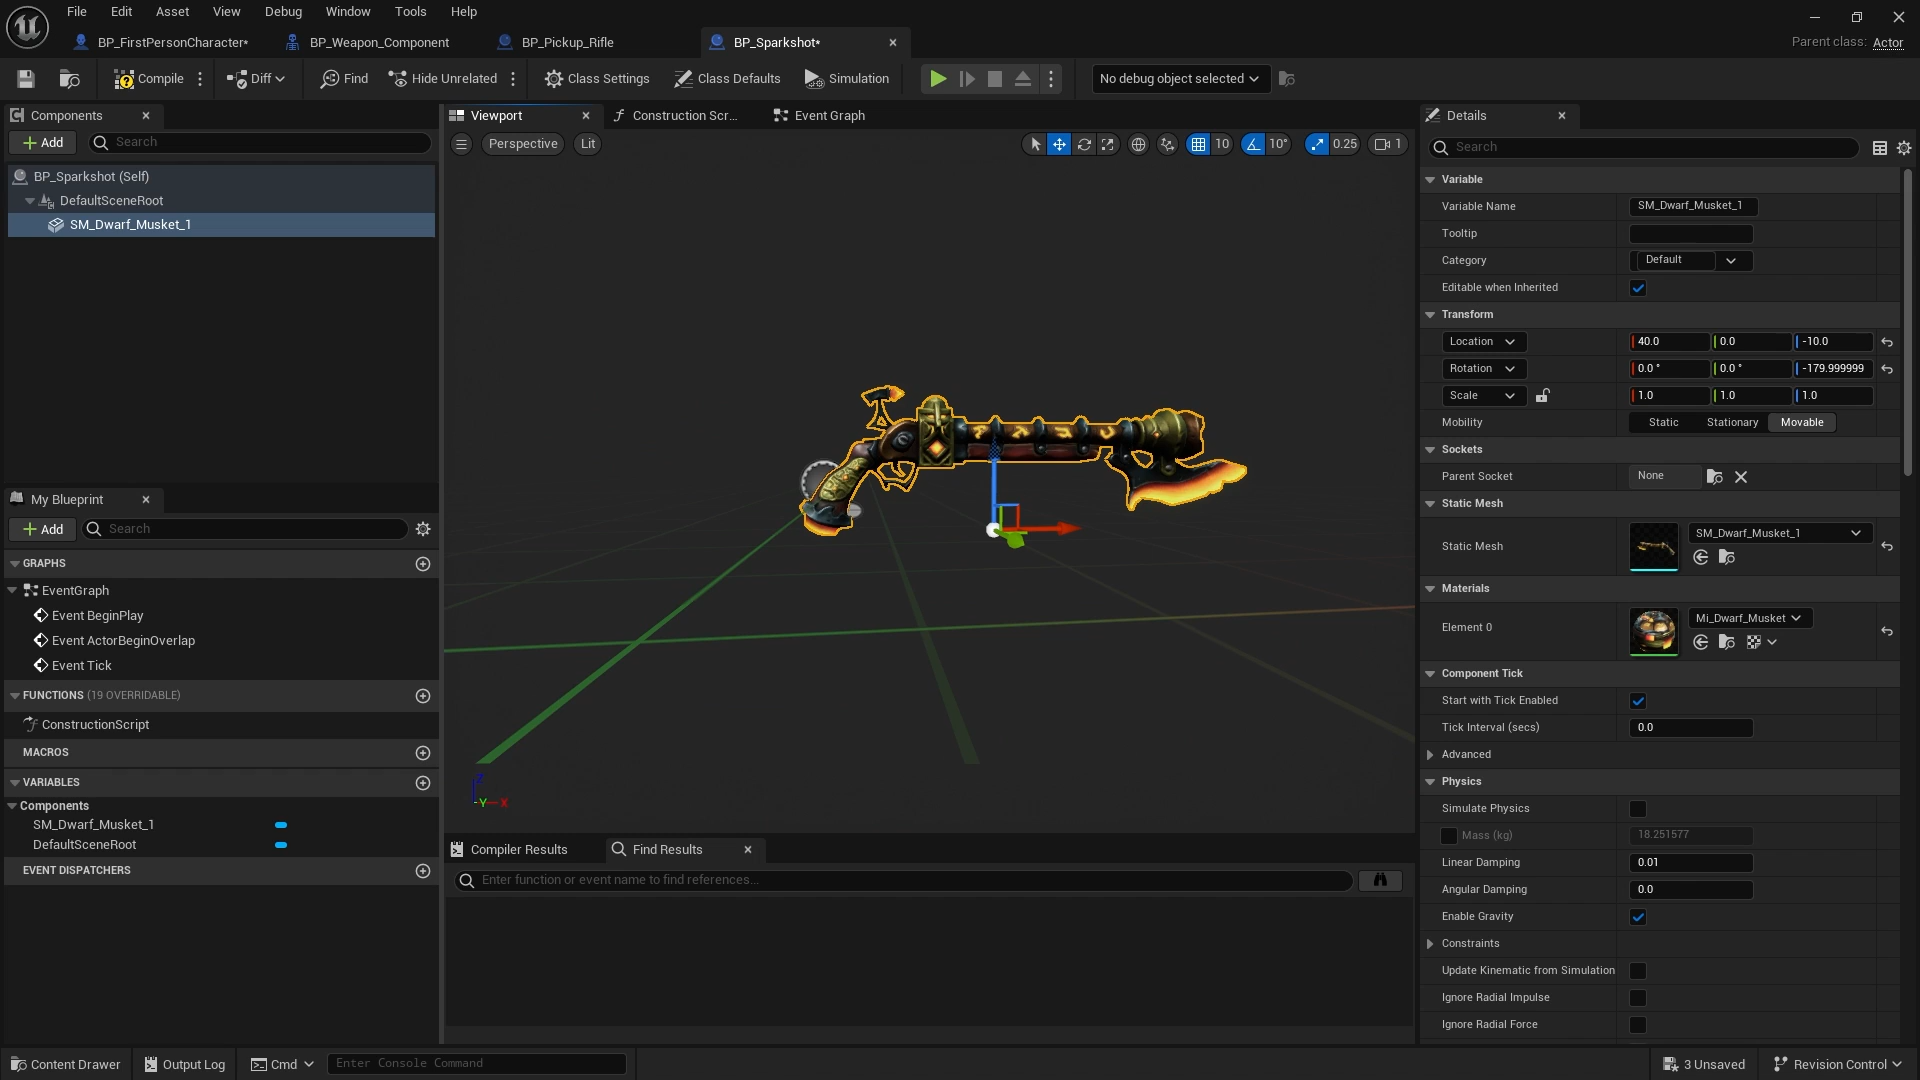 File Edit Asset View Debug Window Tools Help
BP_FirstPersonCharacter* BP_Weapon_Component BP_Pickup_Rifle BP_Sparkshot*
Parent class: Actor
Compile Diff Find Hide Unrelated Class Settings Class Defaults Simulation No debug object selected
Components
Add Search
BP_Sparkshot (Self)
DefaultSceneRoot
SM_Dwarf_Musket_1
My Blueprint
Add Search
GRAPHS
EventGraph
Event BeginPlay
Event ActorBeginOverlap
Event Tick
FUNCTIONS (19 OVERRIDABLE)
ConstructionScript
MACROS
VARIABLES
Components
SM_Dwarf_Musket_1
DefaultSceneRoot
EVENT DISPATCHERS
Viewport Construction Scr... Event Graph
Perspective Lit 10 10° 0.25 1
Z
Y X
Compiler Results Find Results
Enter function or event name to find references...
Details
Search
Variable
Variable Name SM_Dwarf_Musket_1
Tooltip
Category Default
Editable when Inherited
Transform
Location 40.0 0.0 -10.0
Rotation 0.0 ° 0.0 ° -179.999999
Scale 1.0 1.0 1.0
Mobility Static Stationary Movable
Sockets
Parent Socket None
Static Mesh
Static Mesh SM_Dwarf_Musket_1
Materials
Element 0 Mi_Dwarf_Musket
Component Tick
Start with Tick Enabled
Tick Interval (secs) 0.0
Advanced
Physics
Simulate Physics
Mass (kg) 18.251577
Linear Damping 0.01
Angular Damping 0.0
Enable Gravity
Constraints
Update Kinematic from Simulation
Ignore Radial Impulse
Ignore Radial Force
Content Drawer Output Log Cmd Enter Console Command 3 Unsaved Revision Control